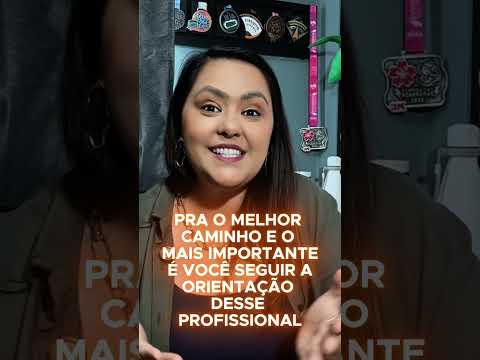 PRA O MELHOR
CAMINHO E O
MAIS IMPORTANTE
É VOCÊ SEGUIR A
ORIENTAÇÃO
DESSE
PROFISSIONAL